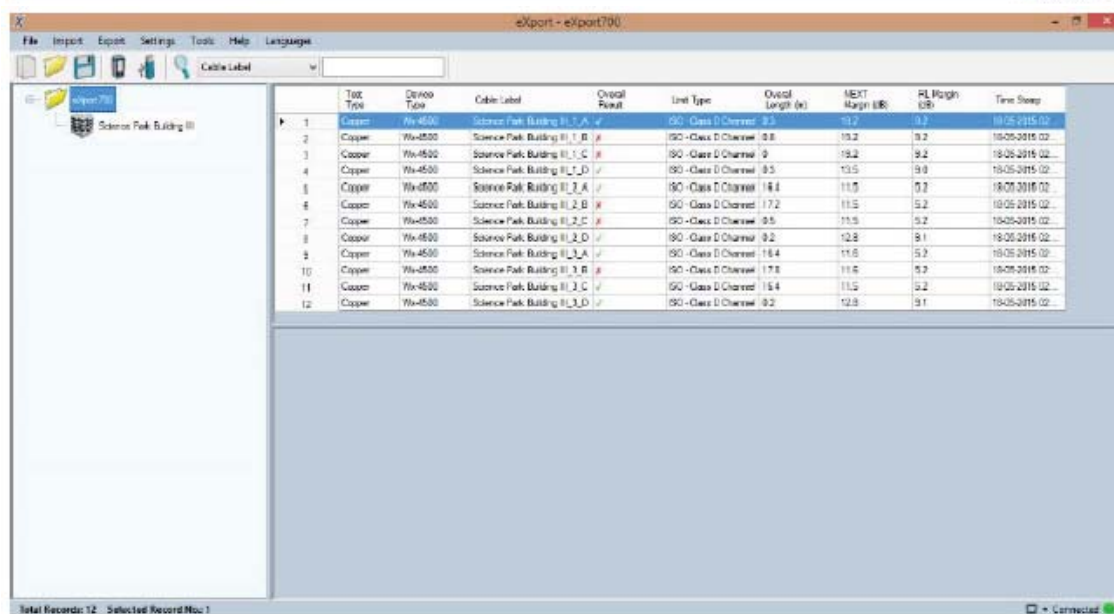 eXport - eXport700
File Import Export Settings Tools Help Languages
Cable Label
eXport700
Science Park Building III
Test Type Device Type Cable Label Overall Result Limit Type Overall Length (m) NEXT Margin (dB) RL Margin (dB) Time Stamp
1 Copper Wx-4500 Science Park Building III_1_A ✓ ISO - Class D Channel 0.5 19.2 9.2 18-05-2015 02...
2 Copper Wx-4500 Science Park Building III_1_B ✗ ISO - Class D Channel 0.8 19.2 9.2 18-05-2015 02...
3 Copper Wx-4500 Science Park Building III_1_C ✗ ISO - Class D Channel 0 19.2 9.2 18-05-2015 02...
4 Copper Wx-4500 Science Park Building III_1_D ✓ ISO - Class D Channel 0.5 13.5 9.0 18-05-2015 02...
5 Copper Wx-4500 Science Park Building III_2_A ✓ ISO - Class D Channel 16.4 11.5 5.2 18-05-2015 02...
6 Copper Wx-4500 Science Park Building III_2_B ✗ ISO - Class D Channel 17.2 11.5 5.2 18-05-2015 02...
7 Copper Wx-4500 Science Park Building III_2_C ✗ ISO - Class D Channel 0.5 11.5 5.2 18-05-2015 02...
8 Copper Wx-4500 Science Park Building III_2_D ✓ ISO - Class D Channel 0.2 12.8 9.1 18-05-2015 02...
9 Copper Wx-4500 Science Park Building III_3_A ✓ ISO - Class D Channel 16.4 11.6 5.2 18-05-2015 02...
10 Copper Wx-4500 Science Park Building III_3_B ✗ ISO - Class D Channel 17.8 11.6 5.2 18-05-2015 02...
11 Copper Wx-4500 Science Park Building III_3_C ✓ ISO - Class D Channel 16.4 11.5 5.2 18-05-2015 02...
12 Copper Wx-4500 Science Park Building III_3_D ✓ ISO - Class D Channel 0.2 12.8 9.1 18-05-2015 02...
Total Records: 12 Selected Record No.: 1 Connected